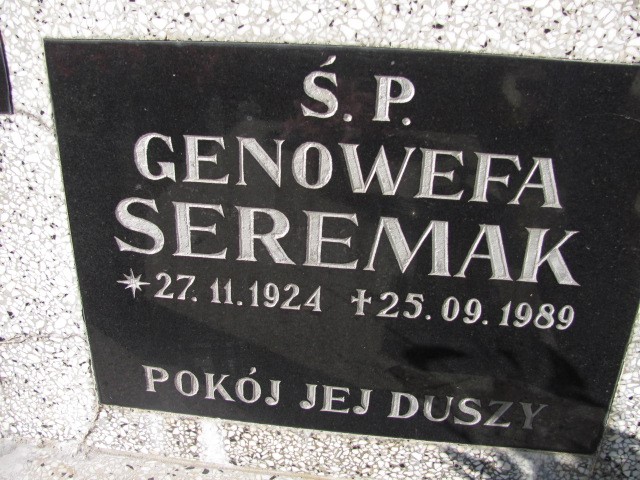 Ś. P.
GENOWEFA
SEREMAK
*27.11.1924 †25.09.1989
POKÓJ JEJ DUSZY